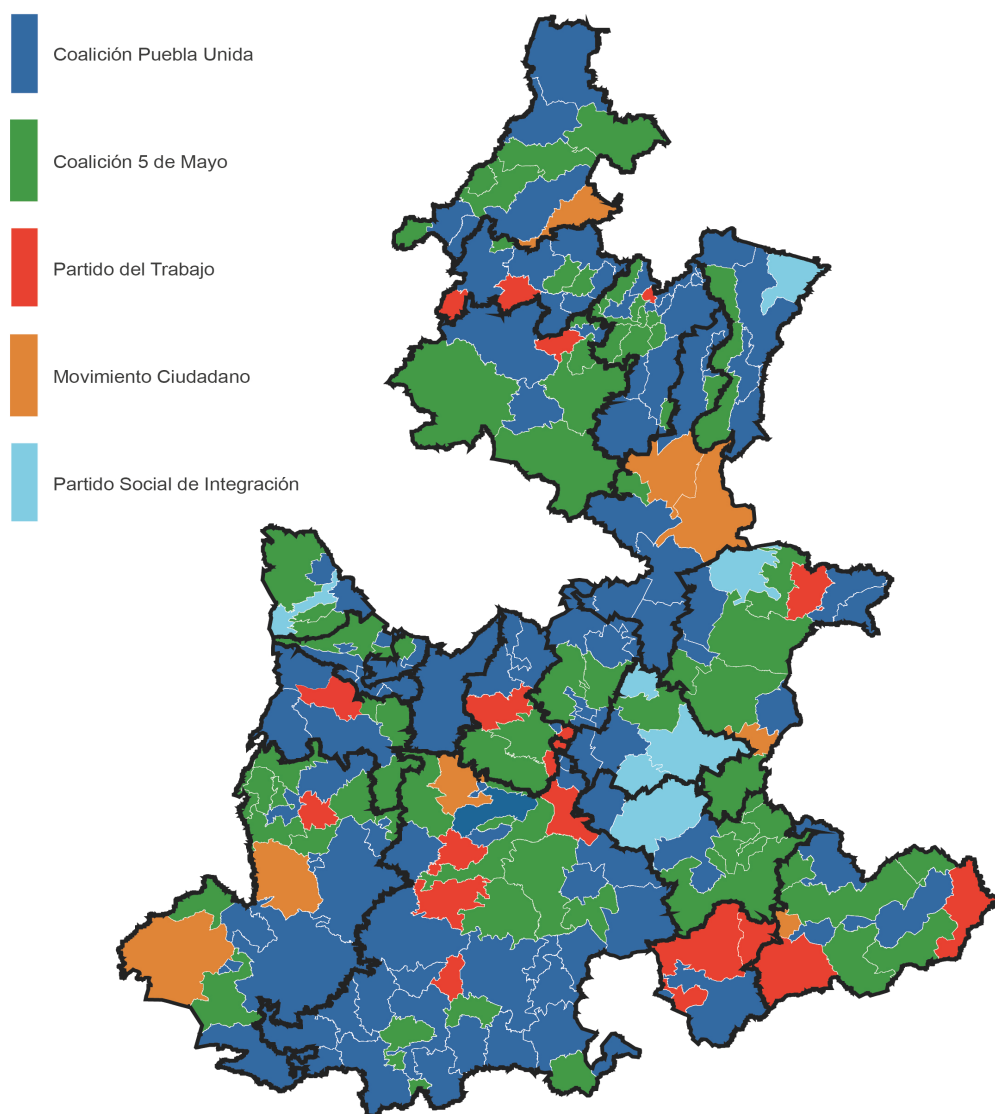 Coalición Puebla Unida
Coalición 5 de Mayo
Partido del Trabajo
Movimiento Ciudadano
Partido Social de Integración